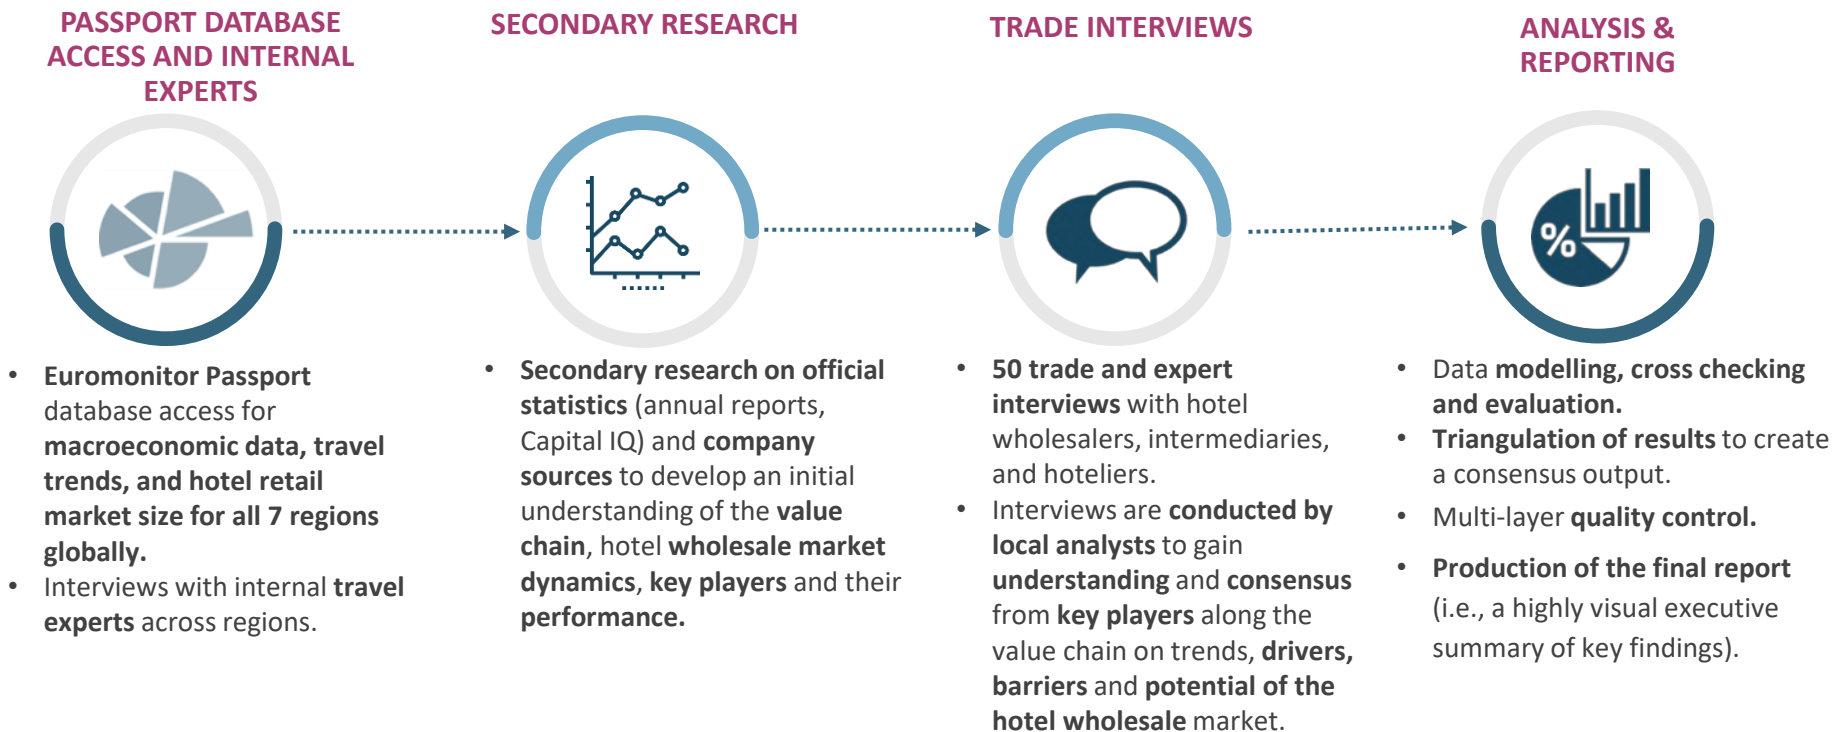 PASSPORT DATABASE
ACCESS AND INTERNAL
EXPERTS
• Euromonitor Passport
database access for
macroeconomic data, travel
trends, and hotel retail
market size for all 7 regions
globally.
• Interviews with internal travel
experts across regions.
SECONDARY RESEARCH
• Secondary research on official
statistics (annual reports,
Capital IQ) and company
sources to develop an initial
understanding of the value
chain, hotel wholesale market
dynamics, key players and their
performance.
TRADE INTERVIEWS
• 50 trade and expert
interviews with hotel
wholesalers, intermediaries,
and hoteliers.
• Interviews are conducted by
local analysts to gain
understanding and consensus
from key players along the
value chain on trends, drivers,
barriers and potential of the
hotel wholesale market.
ANALYSIS &
REPORTING
%
• Data modelling, cross checking
and evaluation.
• Triangulation of results to create
a consensus output.
• Multi-layer quality control.
• Production of the final report
(i.e., a highly visual executive
summary of key findings).